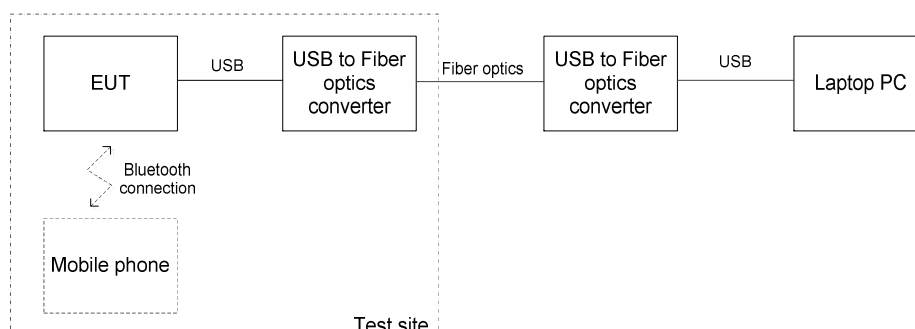 EUT
USB
USB to Fiber
optics
converter
Fiber optics
USB to Fiber
optics
converter
USB
Laptop PC
Bluetooth
connection
Mobile phone
Test site